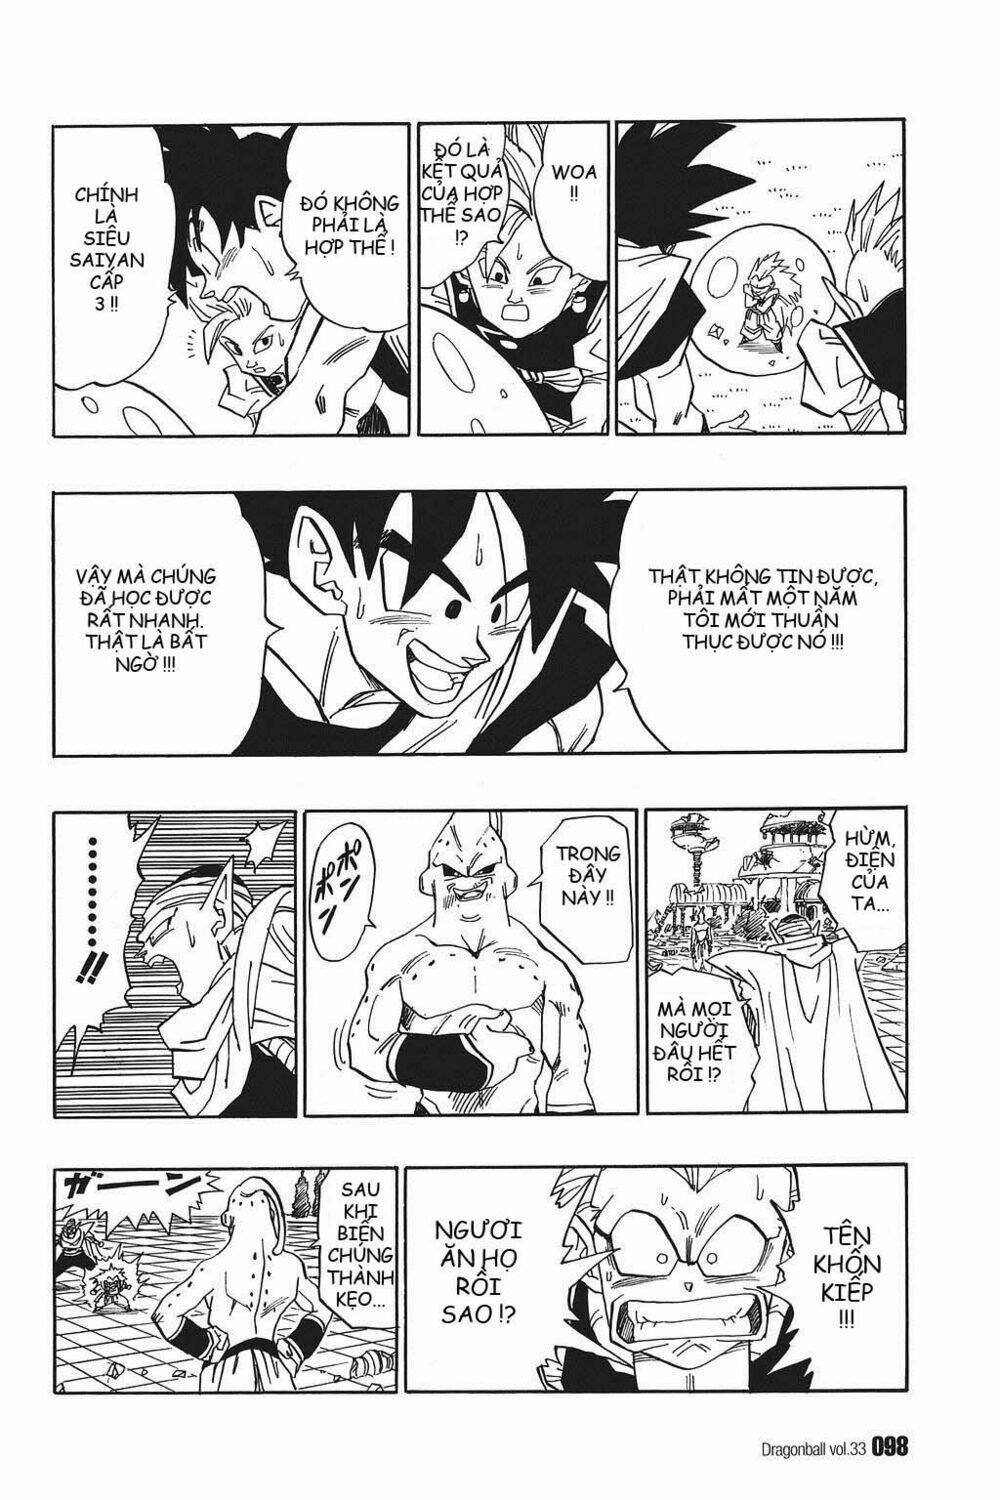 WOA
!!
ĐÓ LÀ
KẾT QUẢ
CỦA HỢP
THỂ SAO
!?
ĐÓ KHÔNG
PHẢI LÀ
HỢP THỂ !
CHÍNH
LÀ
SIÊU
SAIYAN
CẤP
3 !!
THẬT KHÔNG TIN ĐƯỢC,
PHẢI MẤT MỘT NĂM
TÔI MỚI THUẦN
THỤC ĐƯỢC NÓ !!!
VẬY MÀ CHÚNG
ĐÃ HỌC ĐƯỢC
RẤT NHANH.
THẬT LÀ BẤT
NGỜ !!!
HỪM,
ĐIỆN
CỦA
TA...
MÀ MỌI
NGƯỜI
ĐÂU HẾT
RỒI !?
TRONG
ĐÂY
NÀY !!
ポン
ポン
........!!
TÊN
KHỐN
KIẾP
!!!
NGƯƠI
ĂN HỌ
RỒI
SAO !?
SAU
KHI
BIẾN
CHÚNG
THÀNH
KẸO...
ガーーン
Dragonball vol.33 098